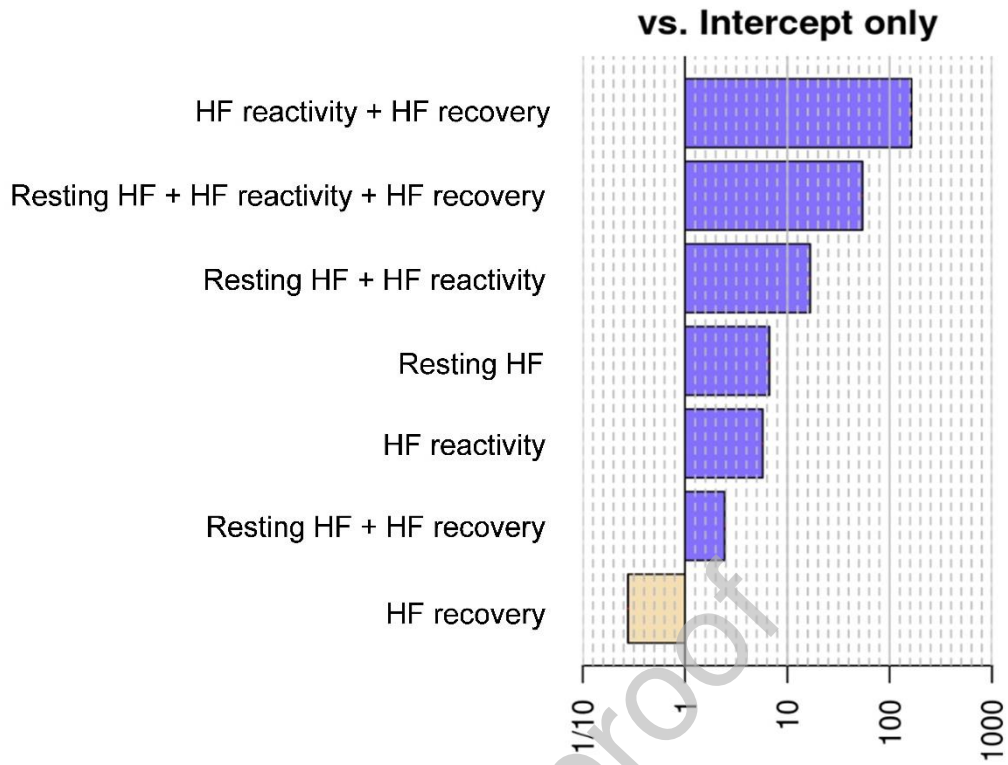 vs. Intercept only
HF reactivity + HF recovery
Resting HF + HF reactivity + HF recovery
Resting HF + HF reactivity
Resting HF
HF reactivity
Resting HF + HF recovery
HF recovery
1/10
1
10
100
1000
proof